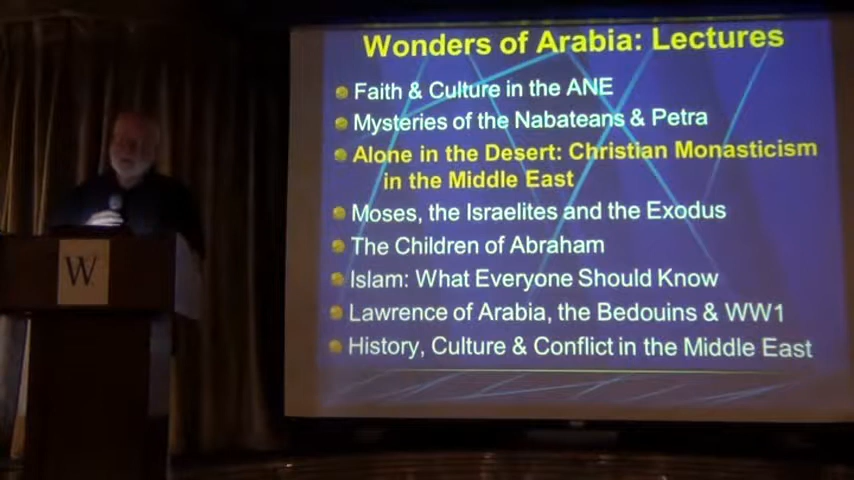 Wonders of Arabia: Lectures
Faith & Culture in the ANE
Mysteries of the Nabateans & Petra
Alone in the Desert: Christian Monasticism
in the Middle East
Moses, the Israelites and the Exodus
The Children of Abraham
Islam: What Everyone Should Know
Lawrence of Arabia, the Bedouins & WW1
History, Culture & Conflict in the Middle East
W